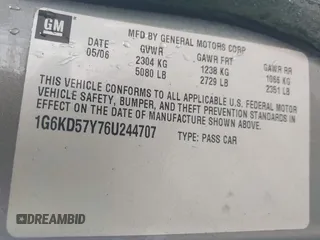 GM
MFD BY GENERAL MOTORS CORP
05/06 GVWR GAWR FRT GAWR RR
2304 KG 1238 KG 1066 KG
5080 LB 2729 LB 2351 LB
THIS VEHICLE CONFORMS TO ALL APPLICABLE U.S. FEDERAL MOTOR
VEHICLE SAFETY, BUMPER, AND THEFT PREVENTION STANDARDS IN
EFFECT ON THE DATE OF MANUFACTURE SHOWN ABOVE.
1G6KD57Y76U244707 TYPE: PASS CAR
DREAMBID